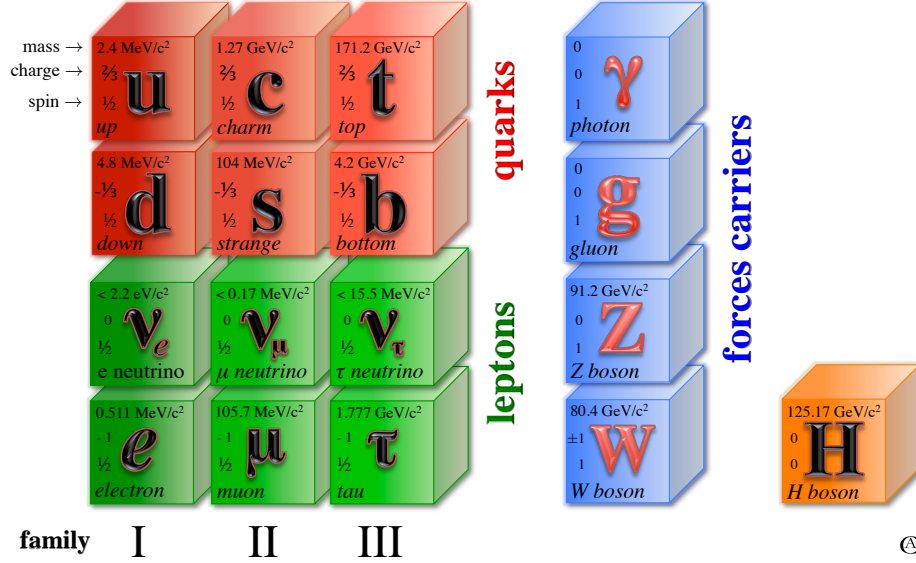 mass →
charge →
spin →
2.4 MeV/c²
⅔
½
u
up
1.27 GeV/c²
⅔
½
c
charm
171.2 GeV/c²
⅔
½
t
top
4.8 MeV/c²
-⅓
½
d
down
104 MeV/c²
-⅓
½
s
strange
4.2 GeV/c²
-⅓
½
b
bottom
quarks
< 2.2 eV/c²
0
½
νe
e neutrino
< 0.17 MeV/c²
0
½
νμ
μ neutrino
< 15.5 MeV/c²
0
½
ντ
τ neutrino
0.511 MeV/c²
- 1
½
e
electron
105.7 MeV/c²
- 1
½
μ
muon
1.777 GeV/c²
- 1
½
τ
tau
leptons
0
0
1
γ
photon
0
0
1
g
gluon
91.2 GeV/c²
0
1
Z
Z boson
80.4 GeV/c²
±1
1
W
W boson
forces carriers
125.17 GeV/c²
0
0
H
H boson
family I II III